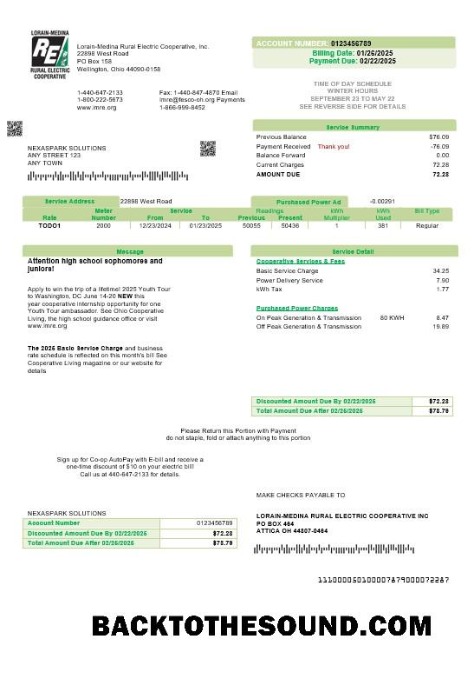 LORAIN-MEDINA
RE
RURAL ELECTRIC
COOPERATIVE
Lorain-Medina Rural Electric Cooperative, Inc.
22898 West Road
PO Box 158
Wellington, Ohio 44090-0158
1-440-647-2133 Fax: 1-440-647-4870 Email
1-800-222-5673 lmre@fesco-oh.org Payments
www.lmre.org 1-866-999-8452
ACCOUNT NUMBER: 0123456789
Billing Date: 01/26/2025
Payment Due: 02/22/2025
TIME OF DAY SCHEDULE
WINTER HOURS
SEPTEMBER 23 TO MAY 22
SEE REVERSE SIDE FOR DETAILS
NEXASPARK SOLUTIONS
ANY STREET 123
ANY TOWN
Service Summary
Previous Balance $76.09
Payment Received Thank you! -76.09
Balance Forward 0.00
Current Charges 72.28
AMOUNT DUE 72.28
Service Address 22898 West Road Purchased Power Ad -0.00291
Meter Service Readings kWh kWh Bill Type
Rate Number From To Previous Present Multiplier Used
TODO1 2000 12/23/2024 01/23/2025 50055 50436 1 381 Regular
Message
Attention high school sophomores and
juniors!
Apply to win the trip of a lifetime! 2025 Youth Tour
to Washington, DC June 14-20 NEW this
year cooperative internship opportunity for one
Youth Tour ambassador. See Ohio Cooperative
Living, the high school guidance office or visit
www.lmre.org
The 2025 Basic Service Charge and business
rate schedule is reflected on this month's bill See
Cooperative Living magazine or our website for
details
Service Detail
Cooperative Services & Fees
Basic Service Charge 34.25
Power Delivery Service 7.90
kWh Tax 1.77
Purchased Power Charges
On Peak Generation & Transmission 80 KWH 8.47
Off Peak Generation & Transmission 19.89
Discounted Amount Due By 02/22/2025 $72.28
Total Amount Due After 02/25/2025 $78.79
Please Return this Portion with Payment
do not staple, fold or attach anything to this portion
Sign up for Co-op AutoPay with E-bill and receive a
one-time discount of $10 on your electric bill
Call us at 440-647-2133 for details.
MAKE CHECKS PAYABLE TO
NEXASPARK SOLUTIONS
Account Number 0123456789
Discounted Amount Due By 02/22/2025 $72.28
Total Amount Due After 02/25/2025 $78.79
LORAIN-MEDINA RURAL ELECTRIC COOPERATIVE INC
PO BOX 464
ATTICA OH 44807-0464
BACKTOTHESOUND.COM